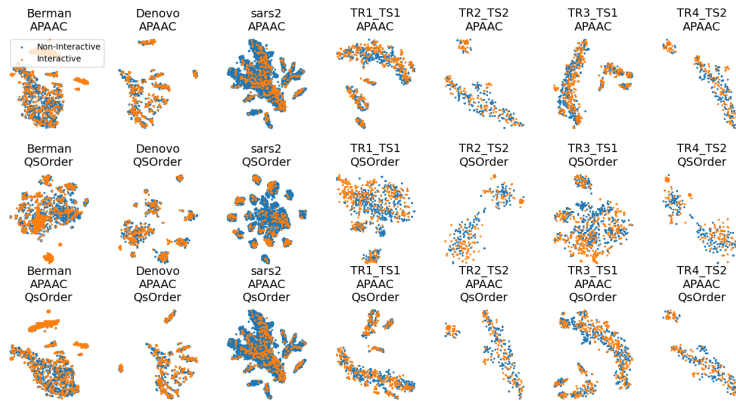 Berman
APAAC
Denovo
APAAC
sars2
APAAC
TR1_TS1
APAAC
TR2_TS2
APAAC
TR3_TS1
APAAC
TR4_TS2
APAAC
Non-Interactive
Interactive
Berman
QSOrder
Denovo
QSOrder
sars2
QSOrder
TR1_TS1
QSOrder
TR2_TS2
QSOrder
TR3_TS1
QSOrder
TR4_TS2
QSOrder
Berman
APAAC
QsOrder
Denovo
APAAC
QsOrder
sars2
APAAC
QsOrder
TR1_TS1
APAAC
QsOrder
TR2_TS2
APAAC
QsOrder
TR3_TS1
APAAC
QsOrder
TR4_TS2
APAAC
QsOrder